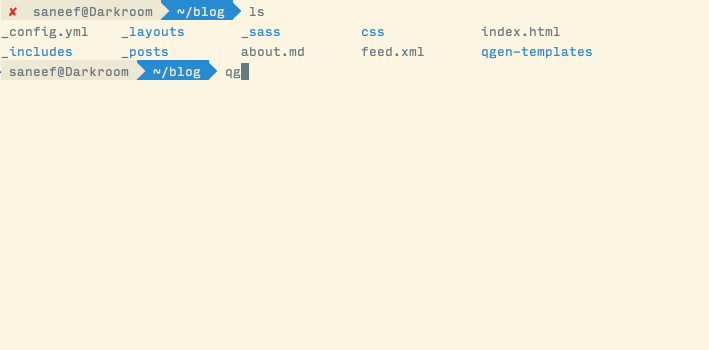 ✘ saneef@Darkroom ~/blog ls
_config.yml _layouts _sass css index.html
_includes _posts about.md feed.xml qgen-templates
saneef@Darkroom ~/blog qg